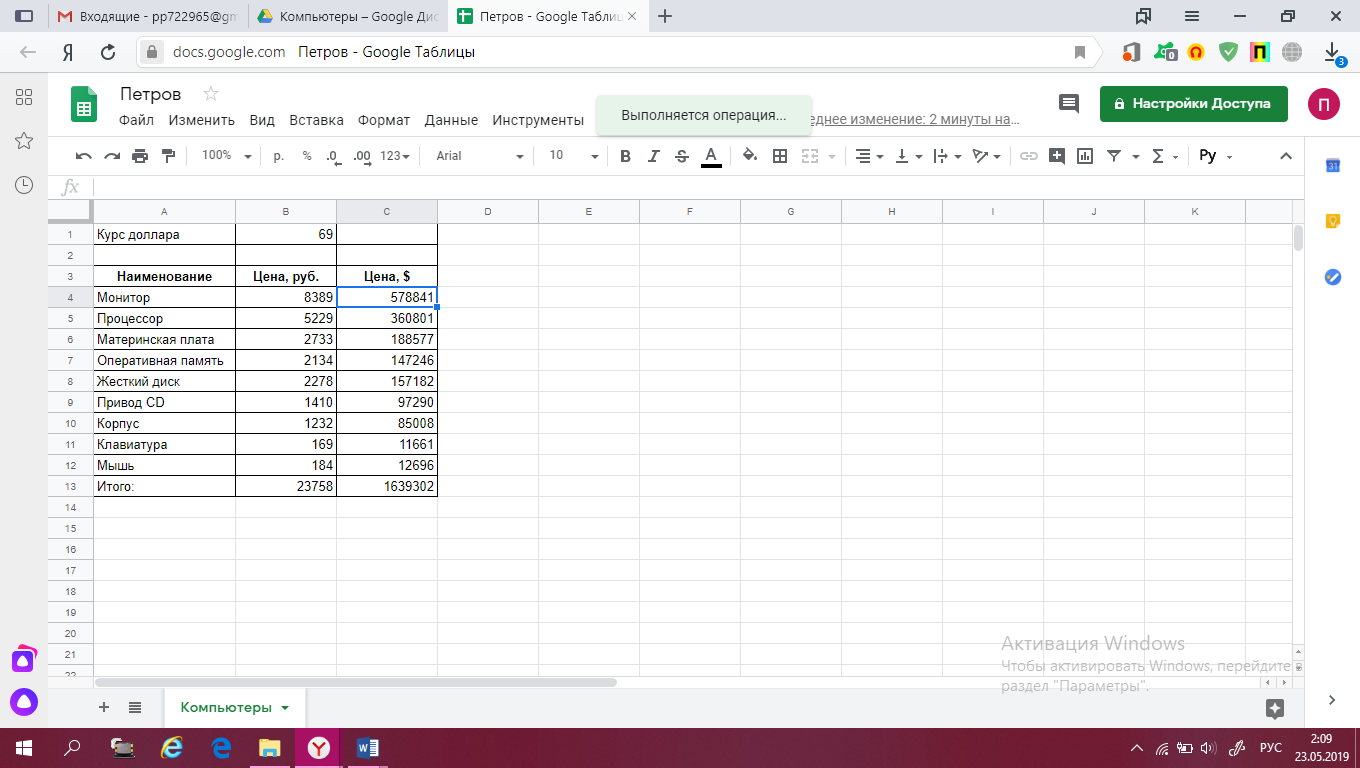 Входящие - pp722965@gm
Компьютеры – Google Дис
Петров - Google Таблиц
docs.google.com Петров - Google Таблицы
0
3
Петров
Файл Изменить Вид Вставка Формат Данные Инструменты
Выполняется операция...
еднее изменение: 2 минуты на...
Настройки Доступа
П
100% р. % .0 .00 123 Arial 10 B I S A Σ Ру
fx
31
A B C D E F G H I J K
1 Курс доллара 69
2
3 Наименование Цена, руб. Цена, $
4 Монитор 8389 578841
5 Процессор 5229 360801
6 Материнская плата 2733 188577
7 Оперативная память 2134 147246
8 Жесткий диск 2278 157182
9 Привод CD 1410 97290
10 Корпус 1232 85008
11 Клавиатура 169 11661
12 Мышь 184 12696
13 Итого: 23758 1639302
14
15
16
17
18
19
20
21
22
Активация Windows
Чтобы активировать Windows, перейдите в
раздел "Параметры".
Компьютеры
РУС
2:09
23.05.2019